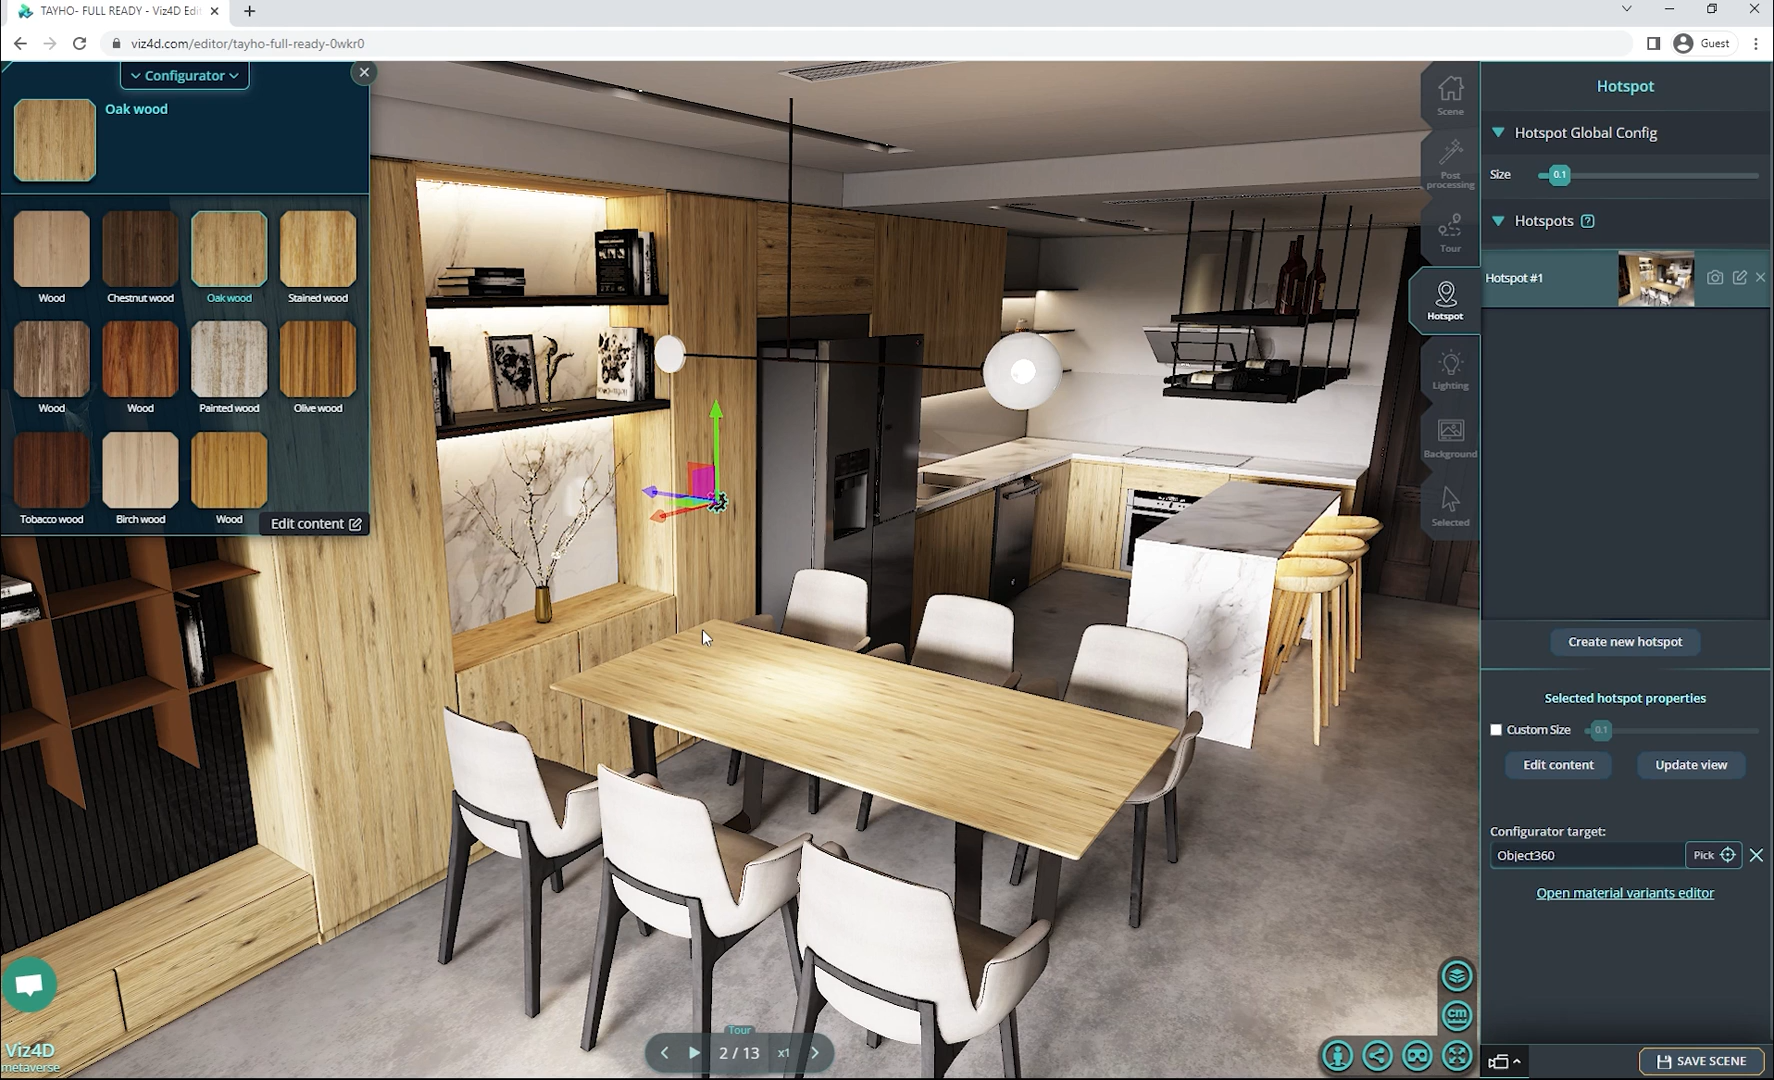 TAYHO- FULL READY - Viz4D Edi
viz4d.com/editor/tayho-full-ready-0wkr0
Guest
Configurator
Oak wood
Wood
Chestnut wood
Oak wood
Stained wood
Wood
Wood
Painted wood
Olive wood
Tobacco wood
Birch wood
Wood
Edit content
Scene
Post
processing
Tour
Hotspot
Lighting
Background
Selected
Hotspot
Hotspot Global Config
Size
0.1
Hotspots ?
Hotspot #1
Create new hotspot
Selected hotspot properties
Custom Size
0.1
Edit content
Update view
Configurator target:
Object360
Pick
Open material variants editor
Viz4D
metaverse
Tour
2 / 13
x1
cm
SAVE SCENE